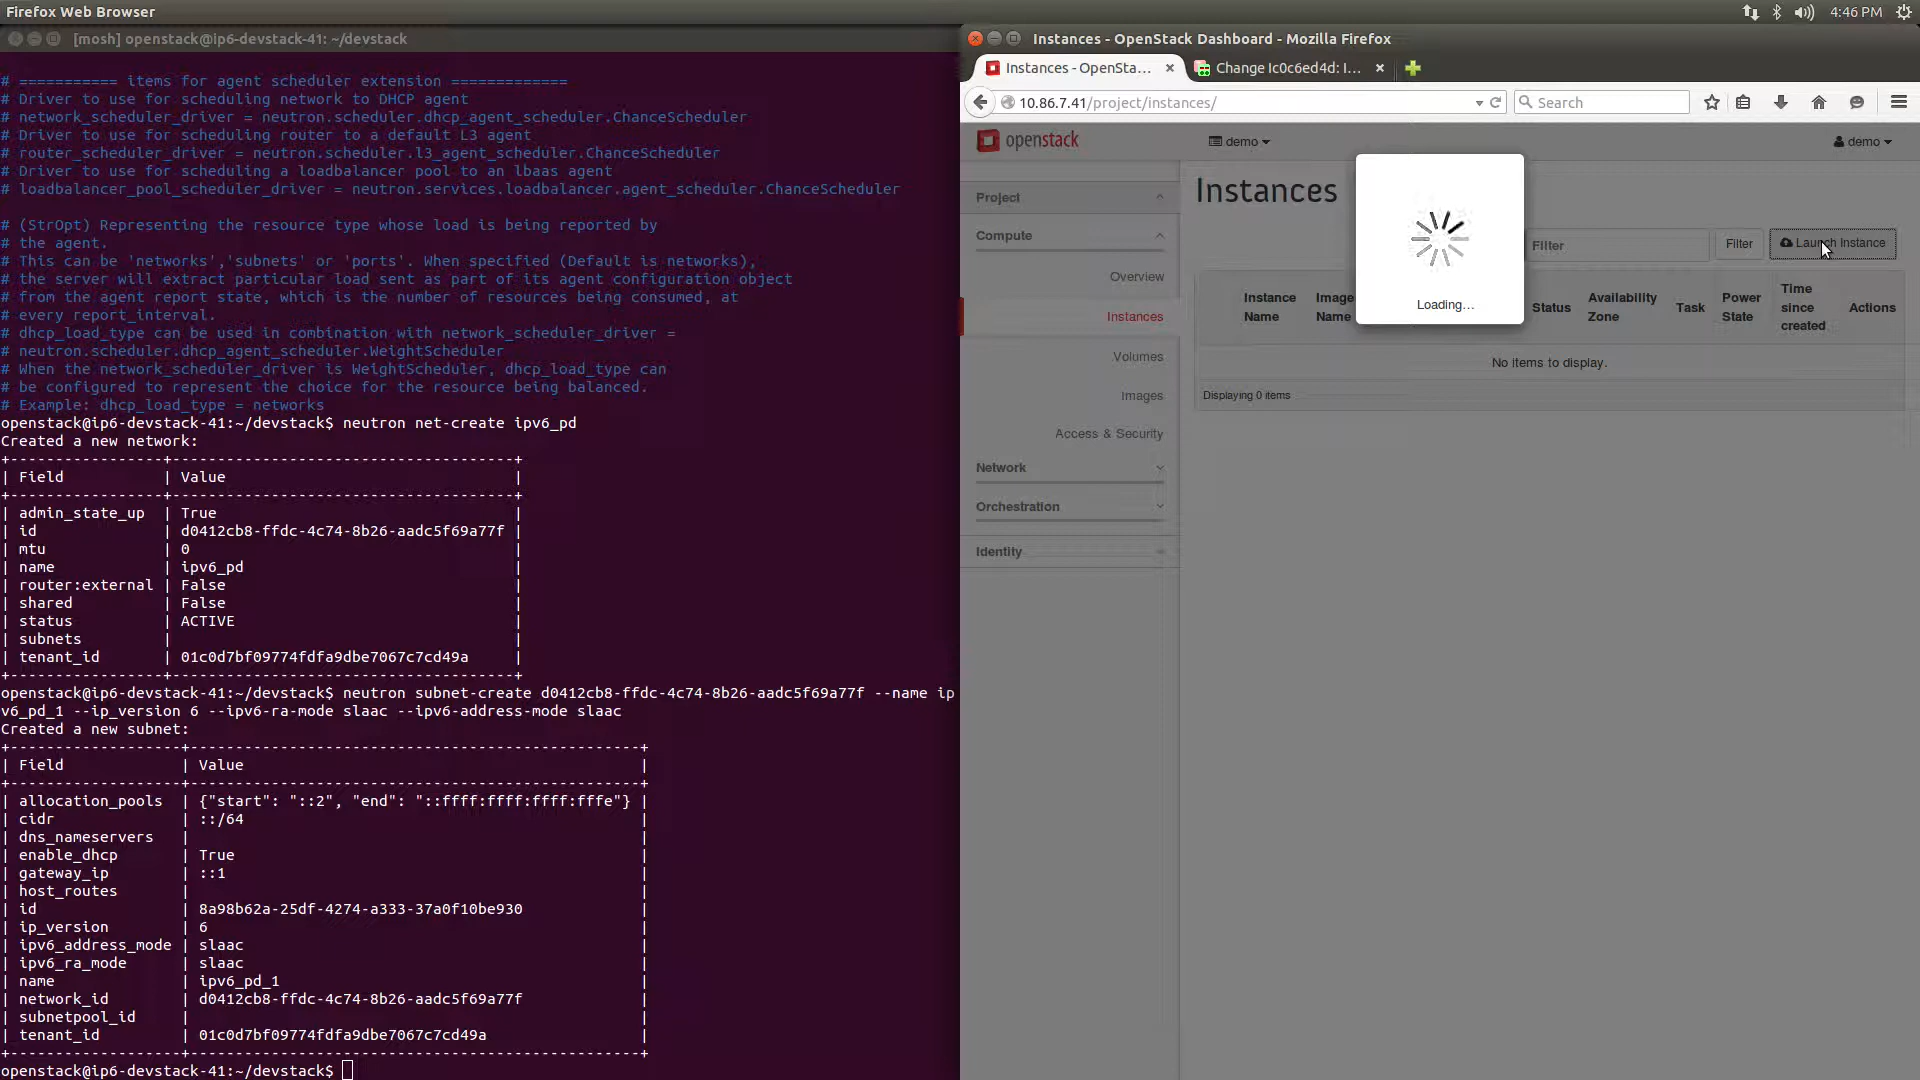 Firefox Web Browser
4:46 PM
[mosh] openstack@ip6-devstack-41: ~/devstack
# =========== items for agent scheduler extension =============
# Driver to use for scheduling network to DHCP agent
# network_scheduler_driver = neutron.scheduler.dhcp_agent_scheduler.ChanceScheduler
# Driver to use for scheduling router to a default L3 agent
# router_scheduler_driver = neutron.scheduler.l3_agent_scheduler.ChanceScheduler
# Driver to use for scheduling a loadbalancer pool to an lbaas agent
# loadbalancer_pool_scheduler_driver = neutron.services.loadbalancer.agent_scheduler.ChanceScheduler
# (StrOpt) Representing the resource type whose load is being reported by
# the agent.
# This can be 'networks','subnets' or 'ports'. When specified (Default is networks),
# the server will extract particular load sent as part of its agent configuration object
# from the agent report state, which is the number of resources being consumed, at
# every report_interval.
# dhcp_load_type can be used in combination with network_scheduler_driver =
# neutron.scheduler.dhcp_agent_scheduler.WeightScheduler
# When the network_scheduler_driver is WeightScheduler, dhcp_load_type can
# be configured to represent the choice for the resource being balanced.
# Example: dhcp_load_type = networks
openstack@ip6-devstack-41:~/devstack$ neutron net-create ipv6_pd
Created a new network:
+-----------------+--------------------------------------+
| Field           | Value                                |
+-----------------+--------------------------------------+
| admin_state_up  | True                                 |
| id              | d0412cb8-ffdc-4c74-8b26-aadc5f69a77f |
| mtu             | 0                                    |
| name            | ipv6_pd                              |
| router:external | False                                |
| shared          | False                                |
| status          | ACTIVE                               |
| subnets         |                                      |
| tenant_id       | 01c0d7bf09774fdfa9dbe7067c7cd49a     |
+-----------------+--------------------------------------+
openstack@ip6-devstack-41:~/devstack$ neutron subnet-create d0412cb8-ffdc-4c74-8b26-aadc5f69a77f --name ip
v6_pd_1 --ip_version 6 --ipv6-ra-mode slaac --ipv6-address-mode slaac
Created a new subnet:
+-------------------+--------------------------------------------------+
| Field             | Value                                            |
+-------------------+--------------------------------------------------+
| allocation_pools  | {"start": "::2", "end": "::ffff:ffff:ffff:fffe"} |
| cidr              | ::/64                                            |
| dns_nameservers   |                                                  |
| enable_dhcp       | True                                             |
| gateway_ip        | ::1                                              |
| host_routes       |                                                  |
| id                | 8a98b62a-25df-4274-a333-37a0f10be930             |
| ip_version        | 6                                                |
| ipv6_address_mode | slaac                                            |
| ipv6_ra_mode      | slaac                                            |
| name              | ipv6_pd_1                                        |
| network_id        | d0412cb8-ffdc-4c74-8b26-aadc5f69a77f             |
| subnetpool_id     |                                                  |
| tenant_id         | 01c0d7bf09774fdfa9dbe7067c7cd49a                 |
+-------------------+--------------------------------------------------+
openstack@ip6-devstack-41:~/devstack$
Instances - OpenStack Dashboard - Mozilla Firefox
Instances - OpenSta...
Change Ic0c6ed4d: I...
10.86.7.41/project/instances/
Search
openstack
demo
demo
Project
Compute
Overview
Instances
Volumes
Images
Access & Security
Network
Orchestration
Identity
Instances
Filter
Filter
Launch Instance
Instance Name
Image Name
Status
Availability Zone
Task
Power State
Time since created
Actions
No items to display.
Displaying 0 items
Loading...